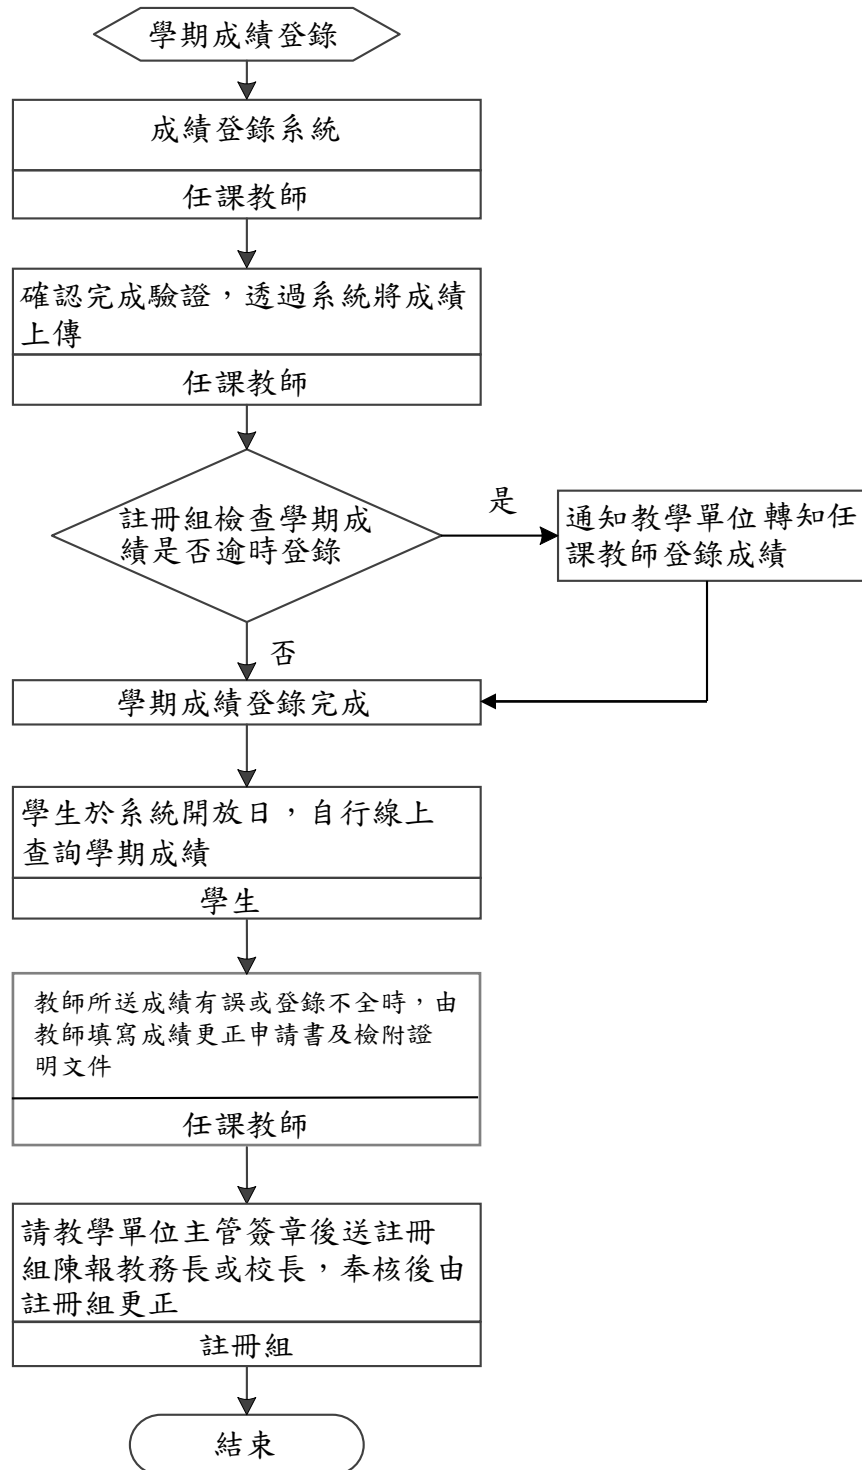 學期成績登錄
成績登錄系統
任課教師
確認完成驗證，透過系統將成績
上傳
任課教師
註冊組檢查學期成
績是否逾時登錄
是
通知教學單位轉知任
課教師登錄成績
否
學期成績登錄完成
學生於系統開放日，自行線上
查詢學期成績
學生
教師所送成績有誤或登錄不全時，由
教師填寫成績更正申請書及檢附證
明文件
任課教師
請教學單位主管簽章後送註冊
組陳報教務長或校長，奉核後由
註冊組更正
註冊組
結束